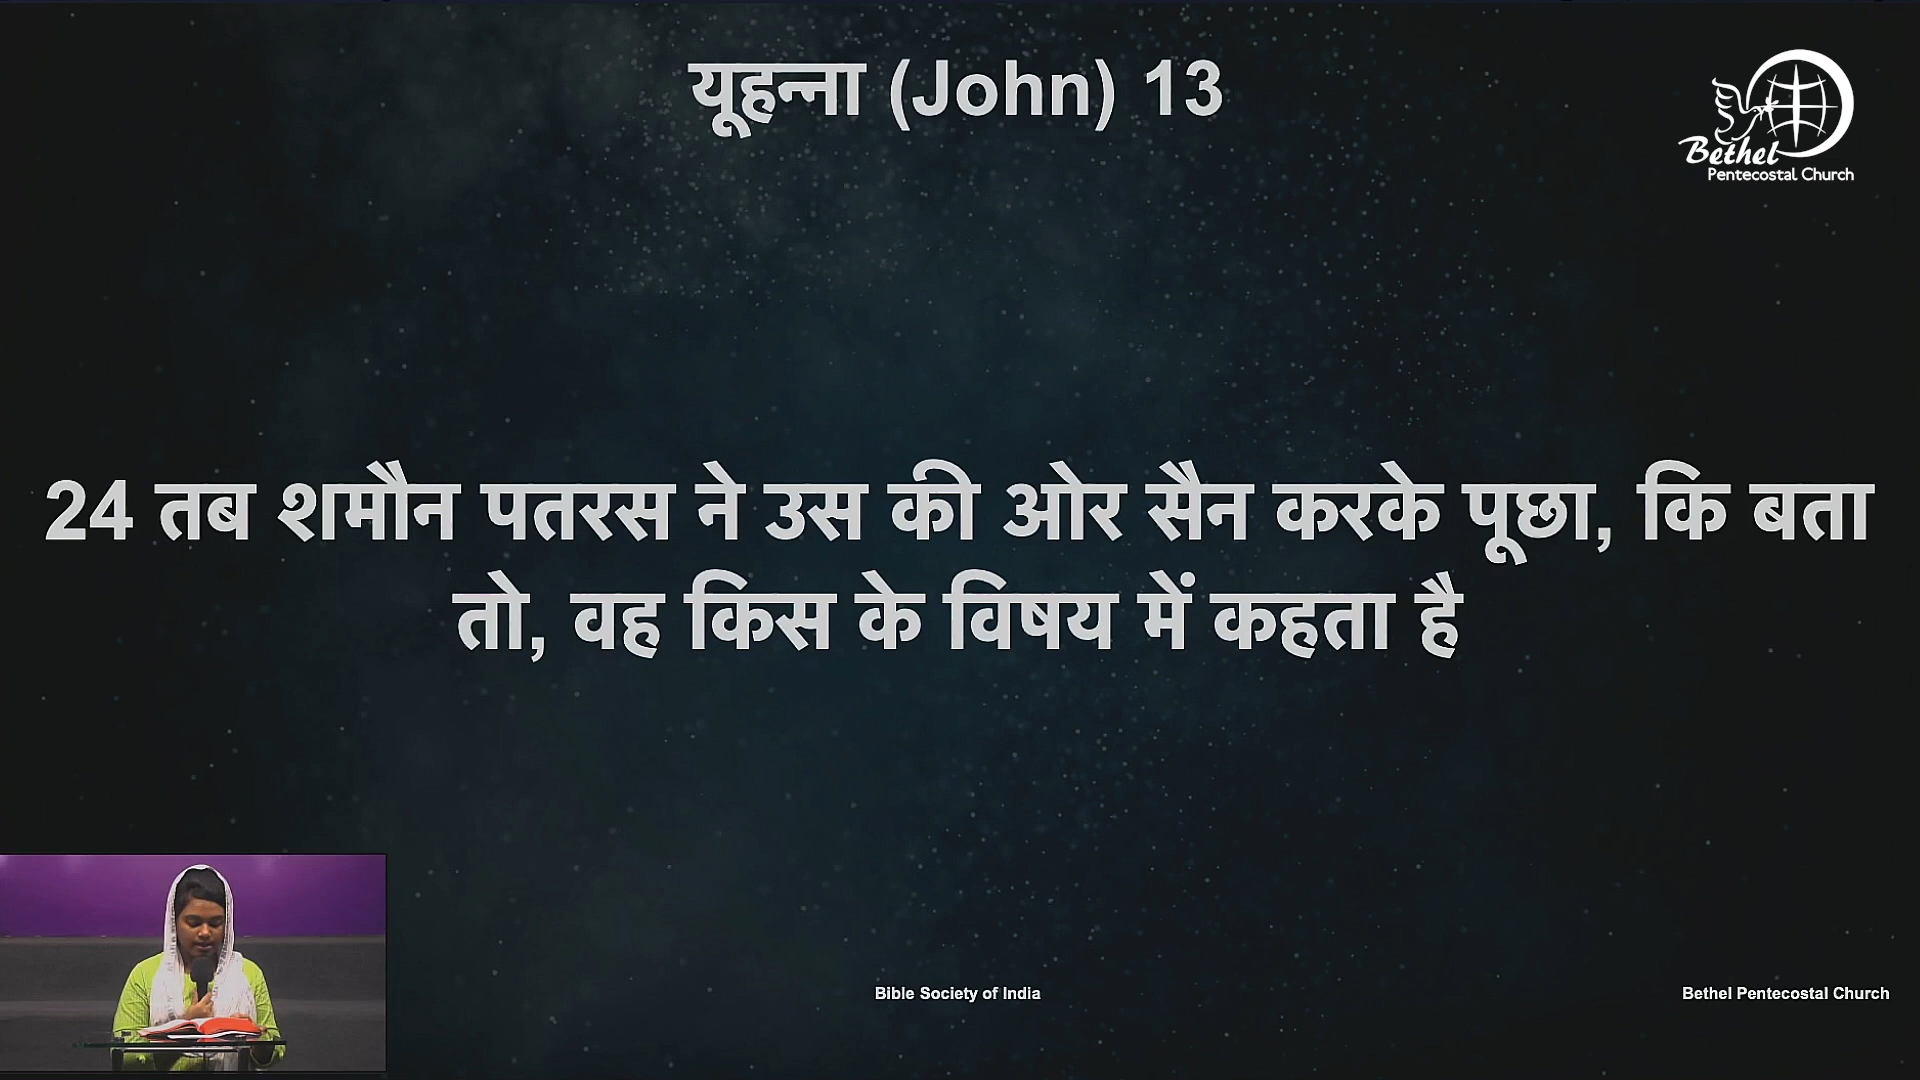 यूहन्ना (John) 13
Bethel
Pentecostal Church
24 तब शमौन पतरस ने उस की ओर सैन करके पूछा, कि बता
तो, वह किस के विषय में कहता है
Bible Society of India
Bethel Pentecostal Church